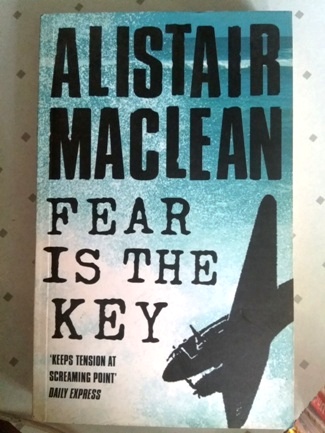 ALISTAIR
MACLEAN
FEAR
IS THE
KEY
'KEEPS TENSION AT
SCREAMING POINT'
DAILY EXPRESS